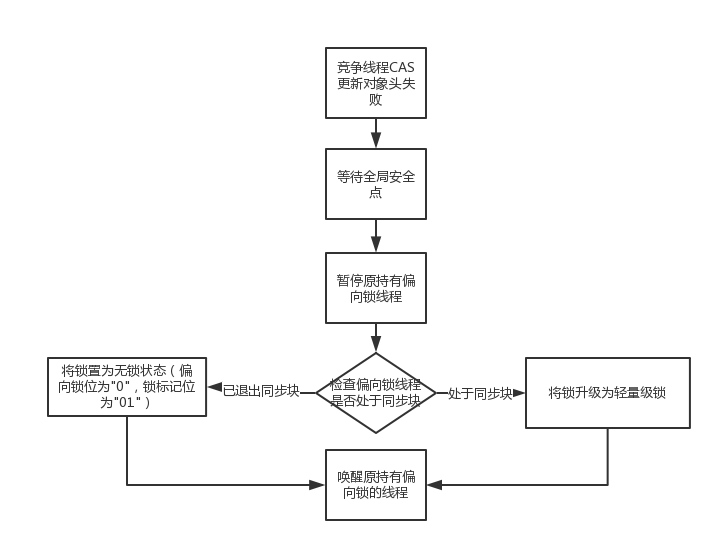 竞争线程CAS
更新对象头失
败
等待全局安全
点
暂停原持有偏
向锁线程
检查偏向锁线程
是否处于同步块
已退出同步块
处于同步块
将锁置为无锁状态（偏
向锁位为"0"，锁标记位
为"01"）
将锁升级为轻量级锁
唤醒原持有偏
向锁的线程